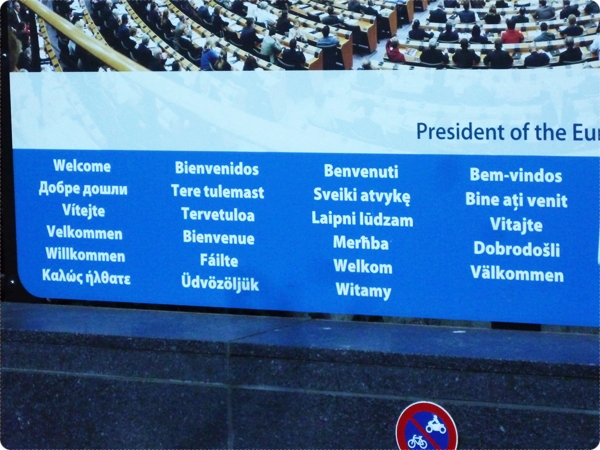 President of the Eu
Welcome
Добре дошли
Vítejte
Velkommen
Willkommen
Καλώς ήλθατε
Bienvenidos
Tere tulemast
Tervetuloa
Bienvenue
Fáilte
Üdvözöljük
Benvenuti
Sveiki atvykę
Laipni lūdzam
Merħba
Welkom
Witamy
Bem-vindos
Bine aţi venit
Vitajte
Dobrodošli
Välkommen